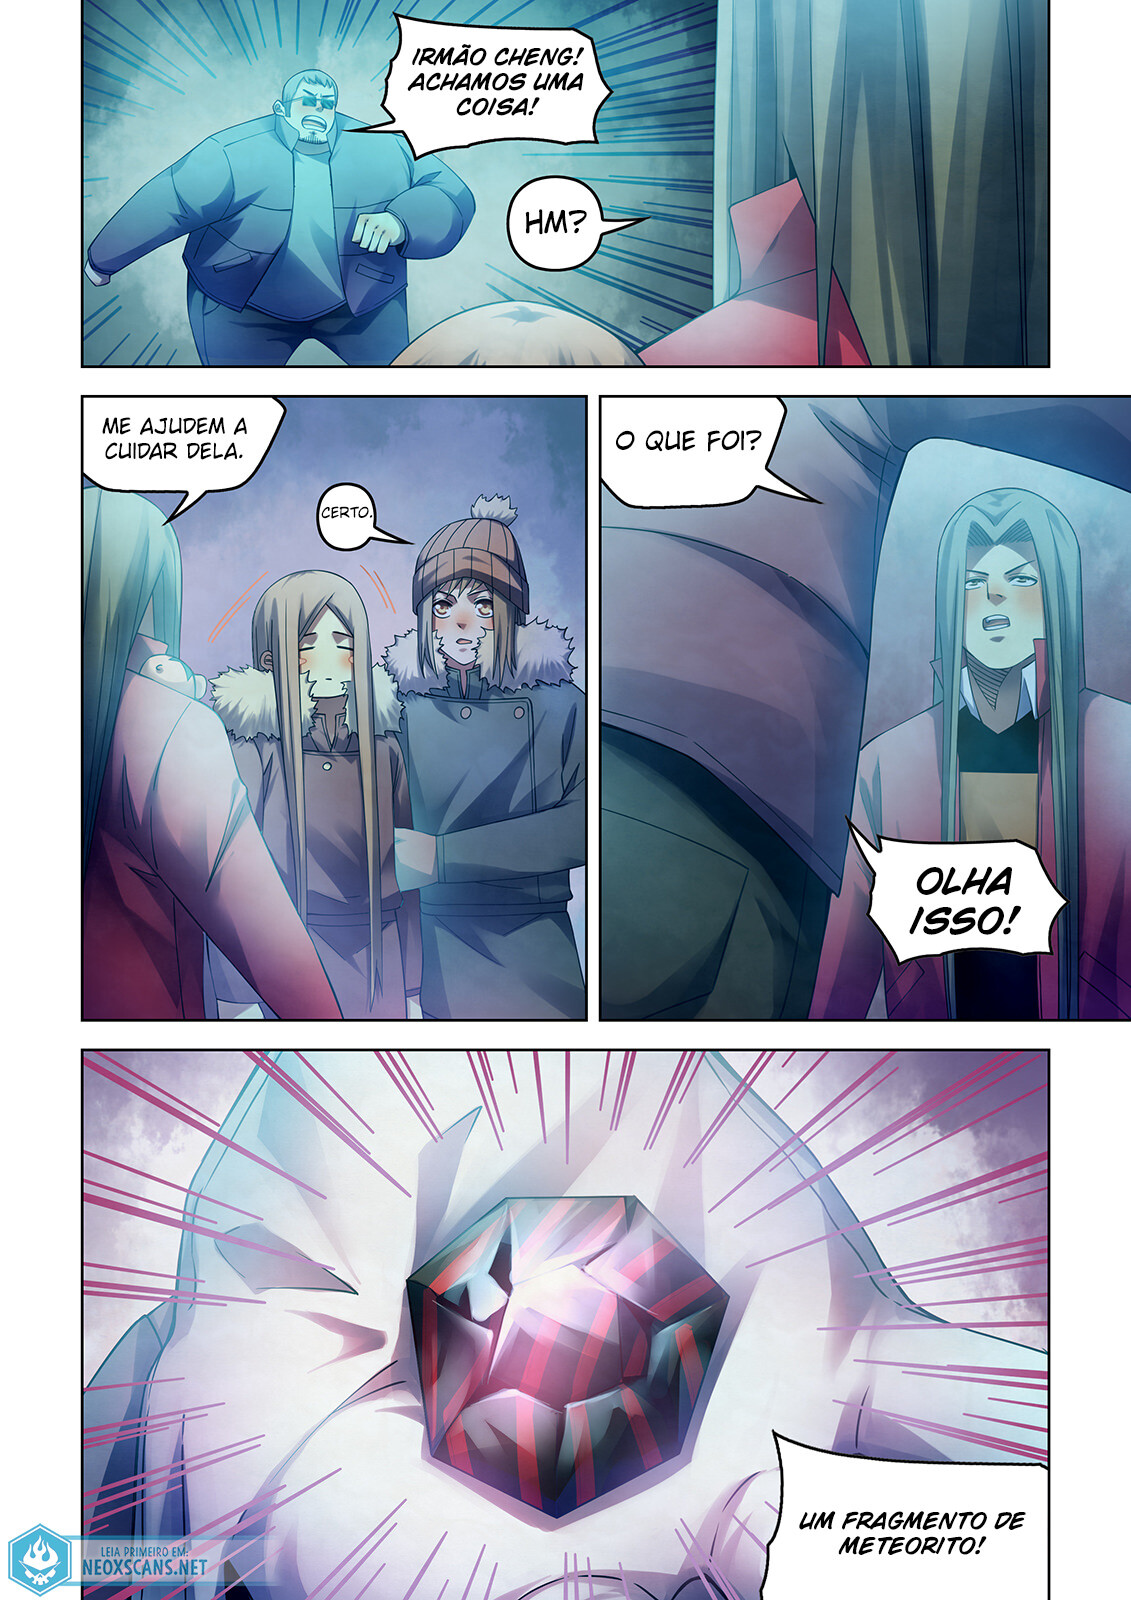 IRMÃO CHENG!
ACHAMOS UMA
COISA!
HM?
ME AJUDEM A
CUIDAR DELA.
CERTO.
O QUE FOI?
OLHA
ISSO!
UM FRAGMENTO DE
METEORITO!
LEIA PRIMEIRO EM:
NEOXSCANS.NET